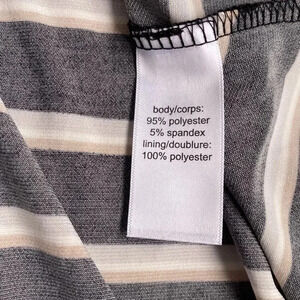 body/corps:
95% polyester
5% spandex
lining/doublure:
100% polyester